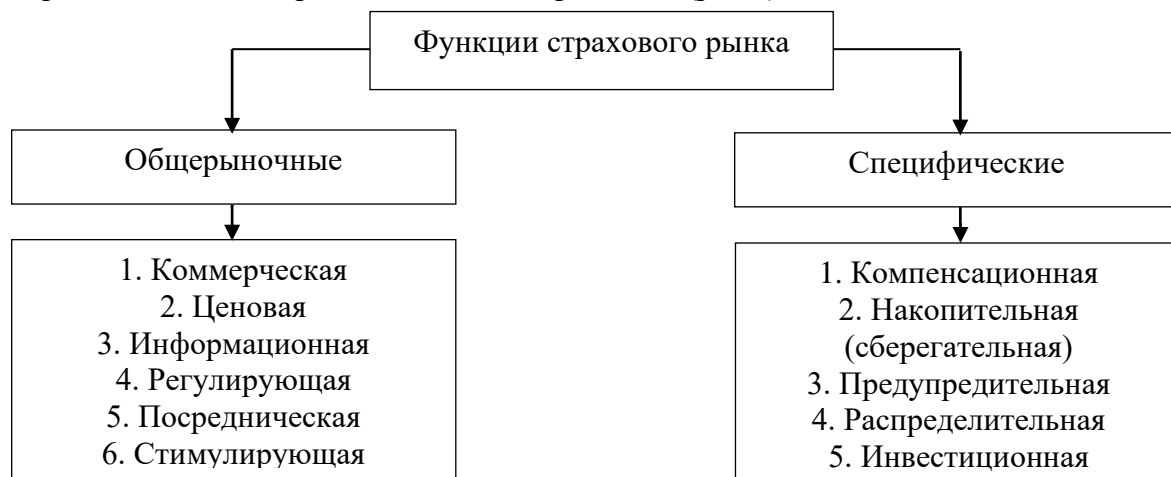 Функции страхового рынка
Общерыночные
Специфические
1. Коммерческая
2. Ценовая
3. Информационная
4. Регулирующая
5. Посредническая
6. Стимулирующая
1. Компенсационная
2. Накопительная
(сберегательная)
3. Предупредительная
4. Распределительная
5. Инвестиционная